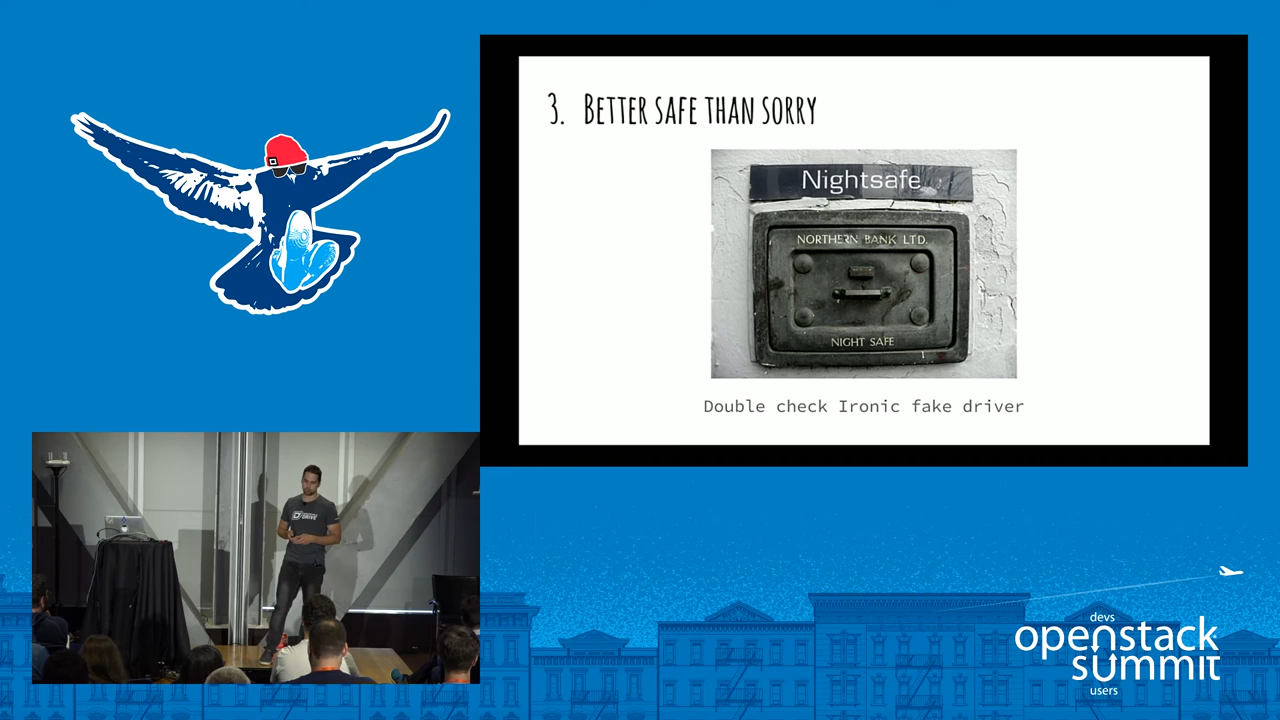 3. Better safe than sorry
Nightsafe
NORTHERN BANK LTD.
NIGHT SAFE
Double check Ironic fake driver
DRIVE
devs
openstack
summit
users